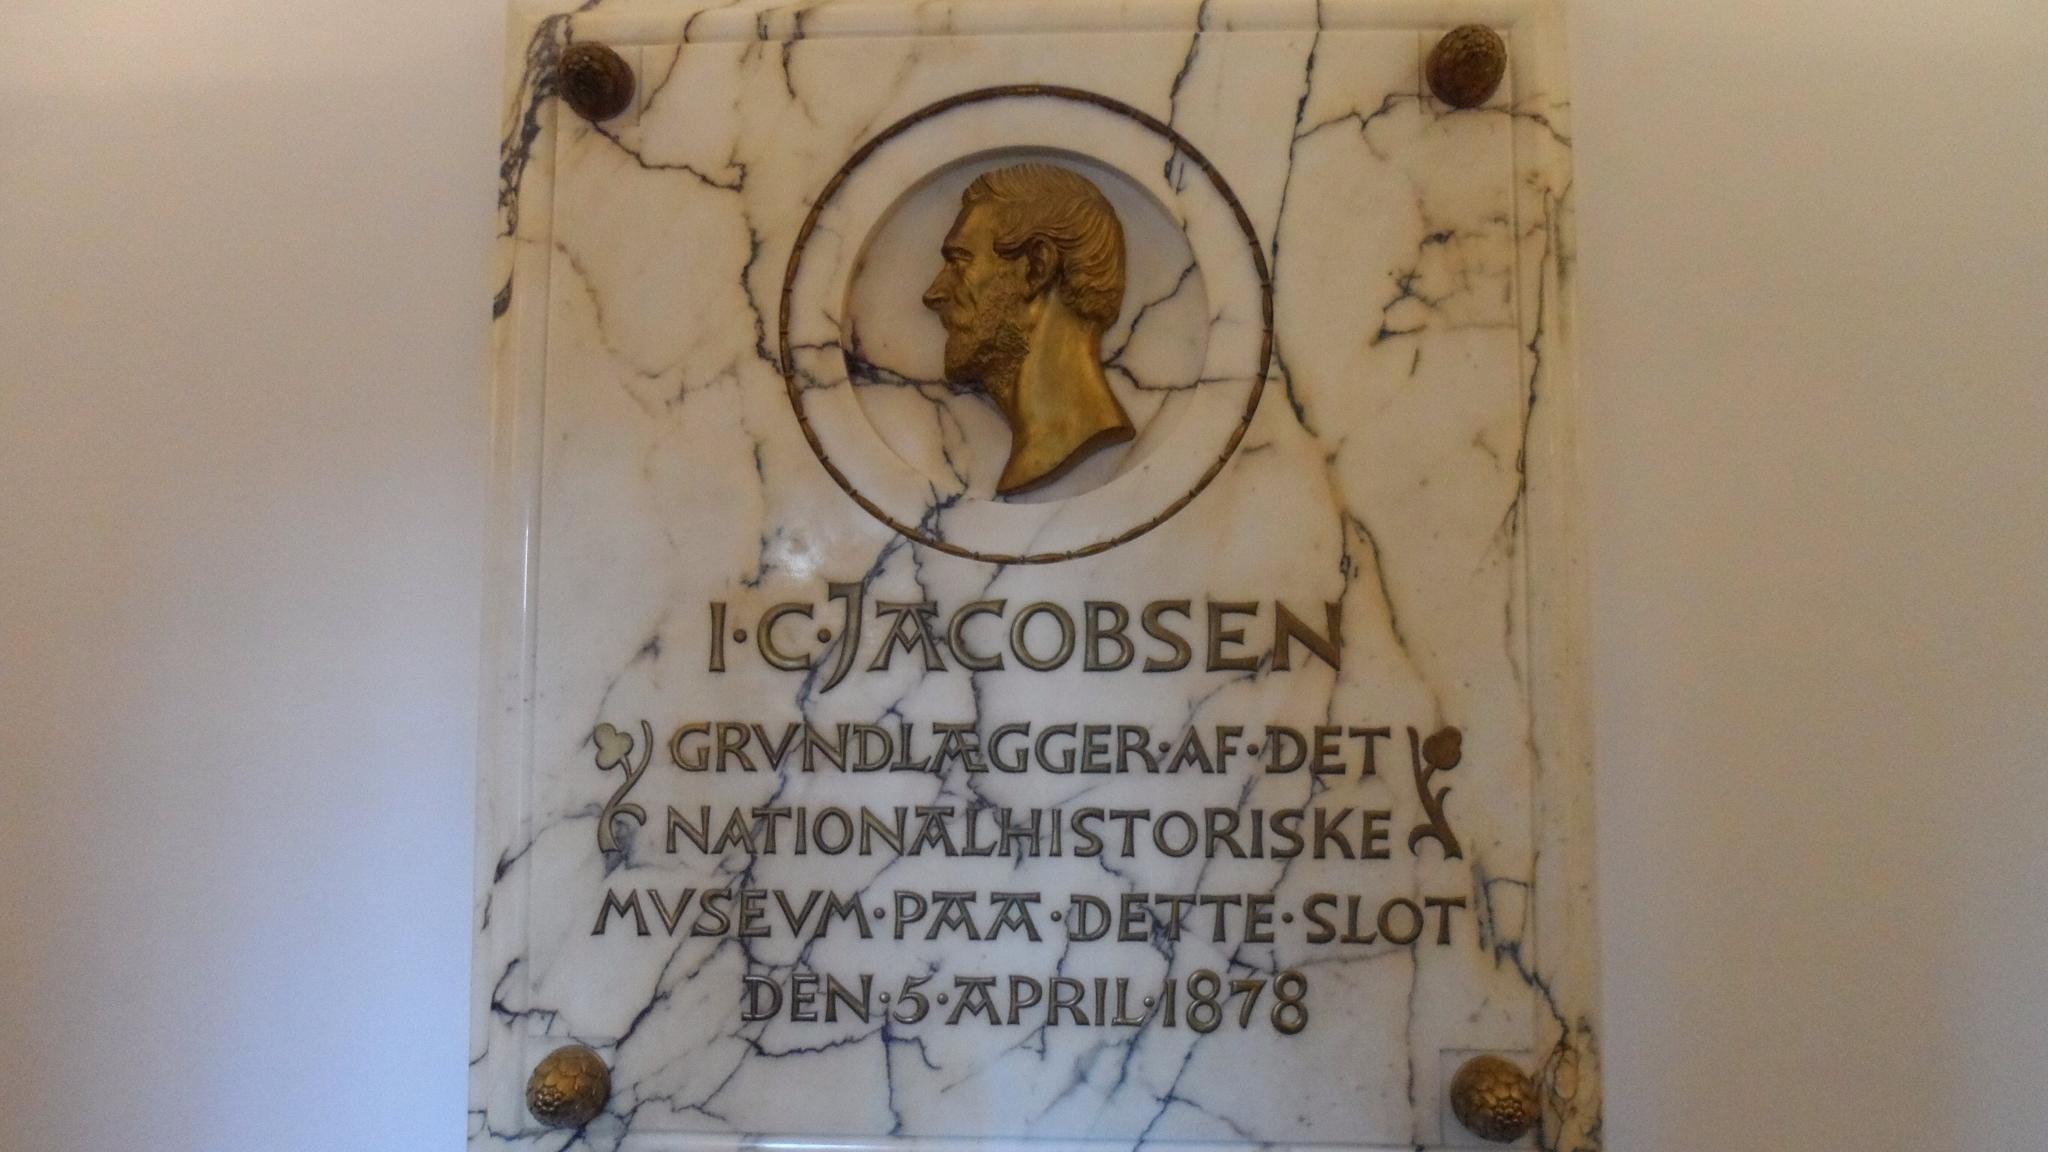 I·C·JACOBSEN
GRVNDLÆGGER·AF·DET
NATIONALHISTORISKE
MVSEVM·PAA·DETTE·SLOT
DEN·5·APRIL·1878